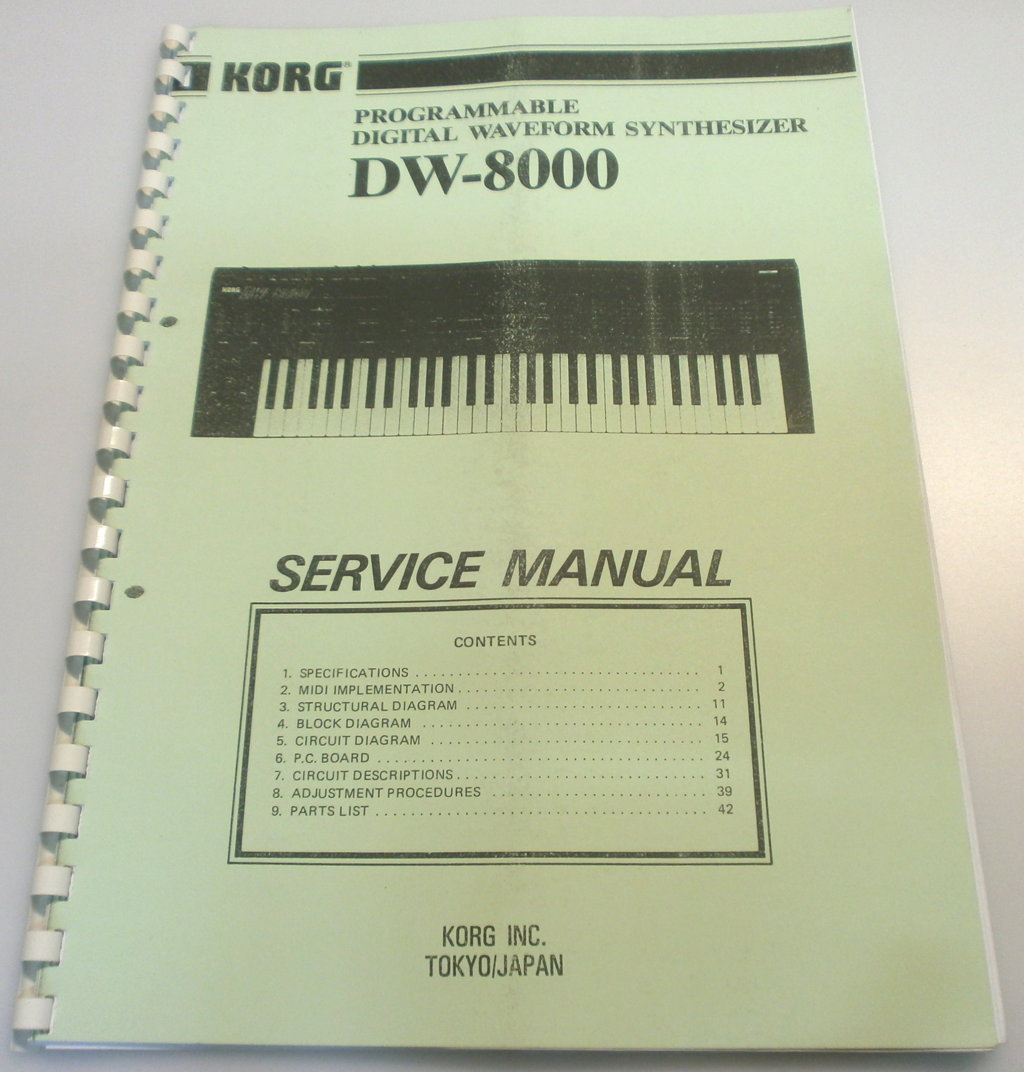 KORG®
PROGRAMMABLE
DIGITAL WAVEFORM SYNTHESIZER
DW-8000
KORG
SERVICE MANUAL
CONTENTS
1. SPECIFICATIONS . . . . . . . . . . . . . . . . . . . . . . . . . . . . . . . . . . . . 1
2. MIDI IMPLEMENTATION . . . . . . . . . . . . . . . . . . . . . . . . . . . . . . 2
3. STRUCTURAL DIAGRAM . . . . . . . . . . . . . . . . . . . . . . . . . . . . . . 11
4. BLOCK DIAGRAM . . . . . . . . . . . . . . . . . . . . . . . . . . . . . . . . . . . 14
5. CIRCUIT DIAGRAM . . . . . . . . . . . . . . . . . . . . . . . . . . . . . . . . . . 15
6. P.C. BOARD . . . . . . . . . . . . . . . . . . . . . . . . . . . . . . . . . . . . . . . . 24
7. CIRCUIT DESCRIPTIONS . . . . . . . . . . . . . . . . . . . . . . . . . . . . . . . 31
8. ADJUSTMENT PROCEDURES . . . . . . . . . . . . . . . . . . . . . . . . . . . 39
9. PARTS LIST . . . . . . . . . . . . . . . . . . . . . . . . . . . . . . . . . . . . . . . . 42
KORG INC.
TOKYO/JAPAN